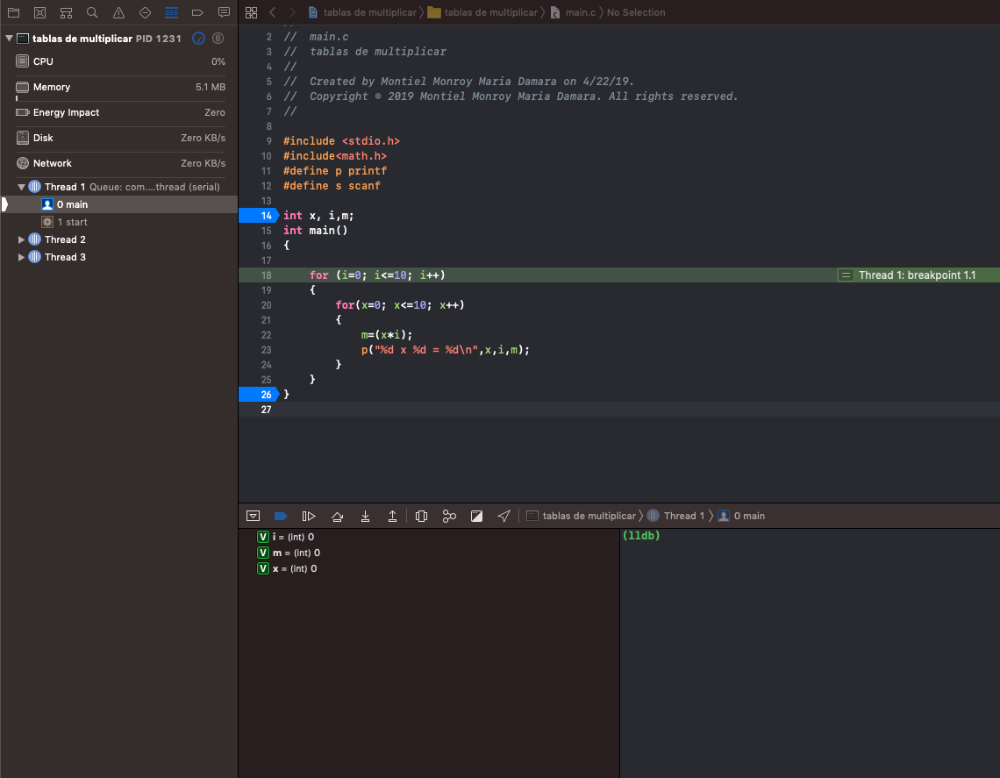 tablas de multiplicar 〉 tablas de multiplicar 〉 main.c 〉 No Selection
tablas de multiplicar PID 1231
CPU 0%
Memory 5.1 MB
Energy Impact Zero
Disk Zero KB/s
Network Zero KB/s
Thread 1 Queue: com....thread (serial)
0 main
1 start
Thread 2
Thread 3
2 //  main.c
3 //  tablas de multiplicar
4 //
5 //  Created by Montiel Monroy Maria Damara on 4/22/19.
6 //  Copyright © 2019 Montiel Monroy Maria Damara. All rights reserved.
7 //
8
9 #include <stdio.h>
10 #include<math.h>
11 #define p printf
12 #define s scanf
13
14 int x, i,m;
15 int main()
16 {
17
18     for (i=0; i<=10; i++) Thread 1: breakpoint 1.1
19     {
20         for(x=0; x<=10; x++)
21         {
22             m=(x*i);
23             p("%d x %d = %d\n",x,i,m);
24         }
25     }
26 }
27
tablas de multiplicar 〉 Thread 1 〉 0 main
V i = (int) 0
V m = (int) 0
V x = (int) 0
(lldb)